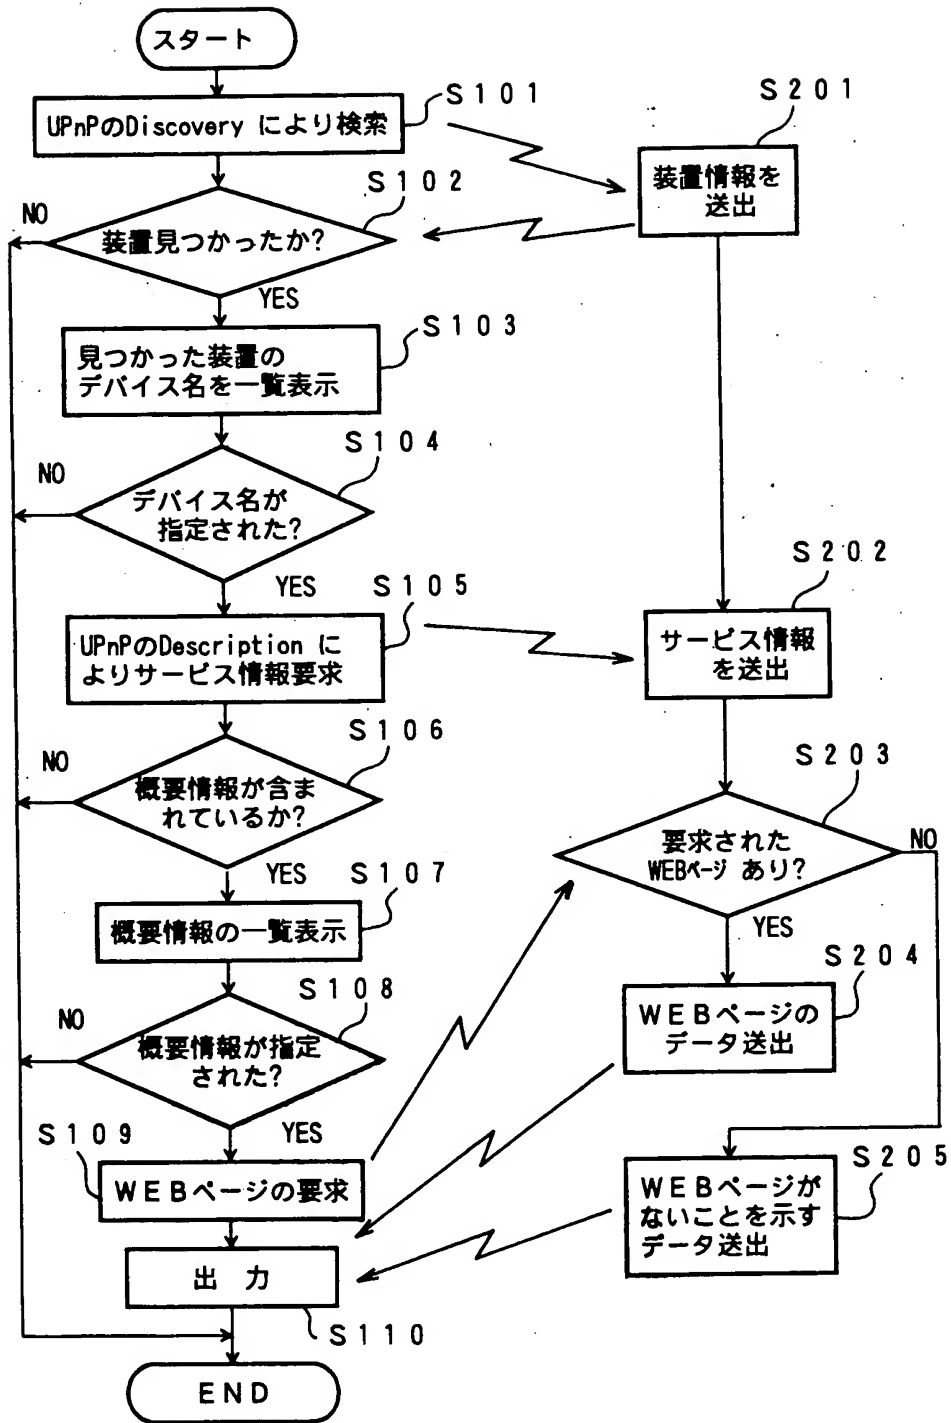 スタート
UPnPのDiscovery により検索
S101
S201
装置情報を
送出
S102
NO
装置見つかったか?
YES
S103
見つかった装置の
デバイス名を一覧表示
S104
NO
デバイス名が
指定された?
YES
S105
S202
UPnPのDescription に
よりサービス情報要求
サービス情報
を送出
S106
NO
概要情報が含ま
れているか?
YES
S203
要求された
WEBページ あり?
NO
YES
S107
概要情報の一覧表示
S204
WEBページの
データ送出
S108
NO
概要情報が指定
された?
YES
S109
WEBページの要求
S205
WEBページが
ないことを示す
データ送出
出 力
S110
END